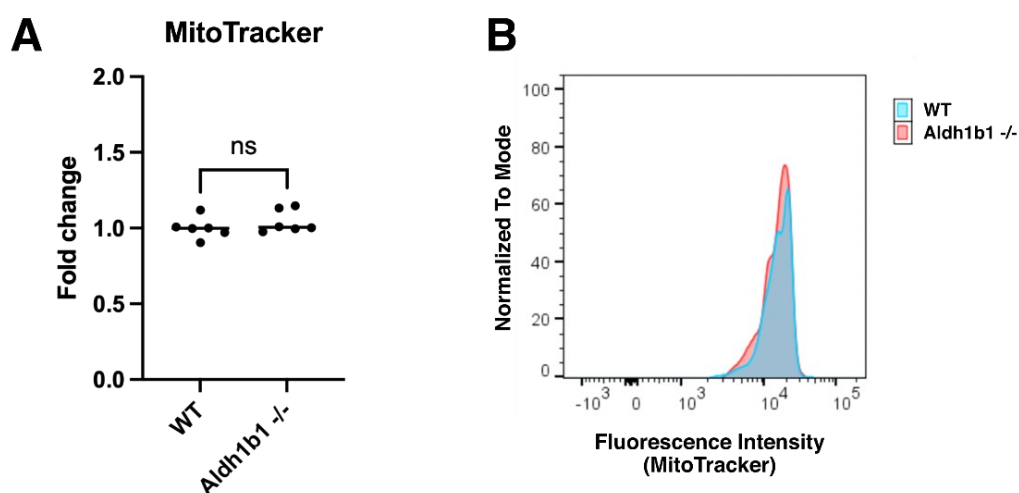 A
MitoTracker
2.0
1.5
1.0
0.5
0.0
Fold change
ns
WT
Aldh1b1 -/-
B
100
80
60
40
20
0
Normalized To Mode
-10³
0
10³
10⁴
10⁵
Fluorescence Intensity
(MitoTracker)
WT
Aldh1b1 -/-